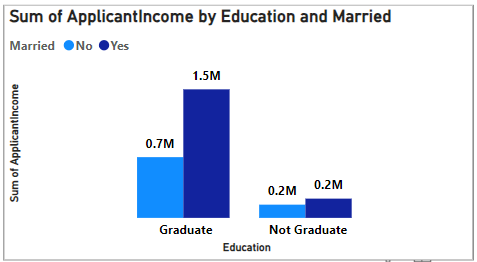 Sum of ApplicantIncome by Education and Married
Married No Yes
Sum of ApplicantIncome
1.5M
0.7M
0.2M
0.2M
Graduate Not Graduate
Education